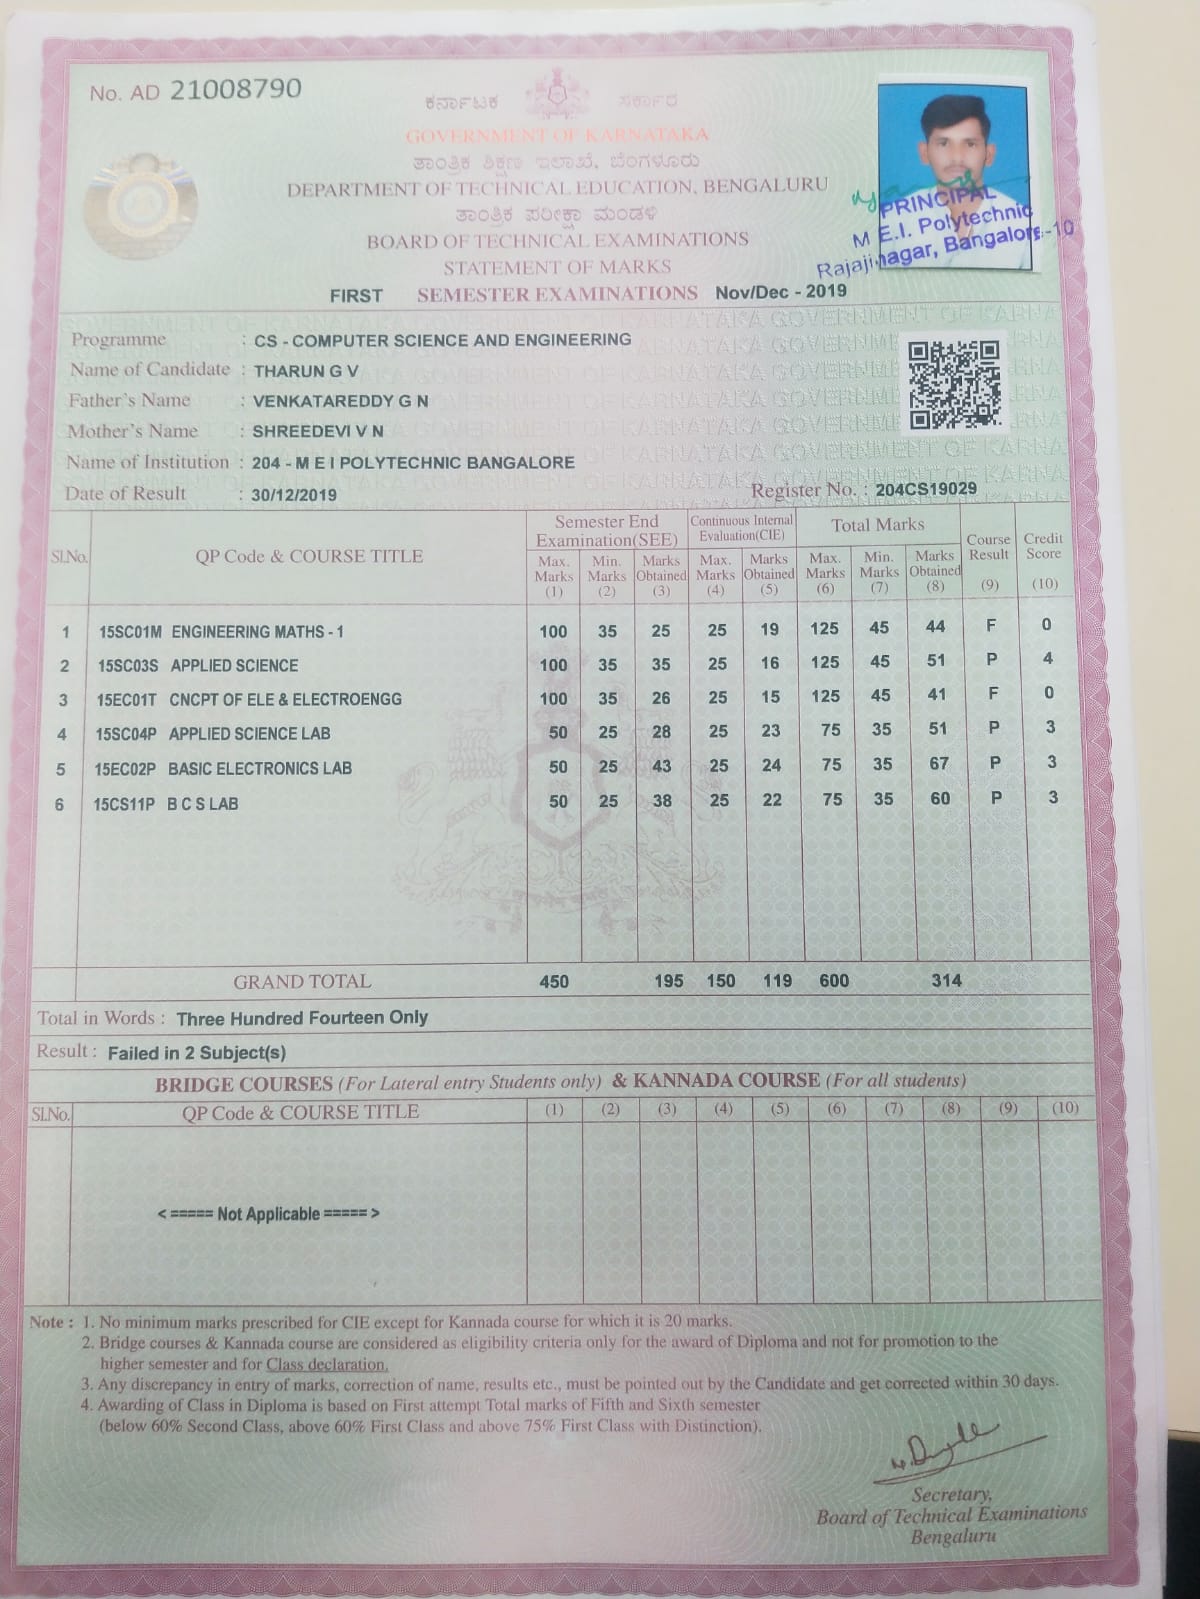 No. AD 21008790
ಕರ್ನಾಟಕ ಸರ್ಕಾರ
GOVERNMENT OF KARNATAKA
ತಾಂತ್ರಿಕ ಶಿಕ್ಷಣ ಇಲಾಖೆ, ಬೆಂಗಳೂರು
DEPARTMENT OF TECHNICAL EDUCATION, BENGALURU
ತಾಂತ್ರಿಕ ಪರೀಕ್ಷಾ ಮಂಡಳಿ
BOARD OF TECHNICAL EXAMINATIONS
STATEMENT OF MARKS
FIRST SEMESTER EXAMINATIONS Nov/Dec - 2019
PRINCIPAL
M E.I. Polytechnic
Rajajinagar, Bangalore-10
Programme : CS - COMPUTER SCIENCE AND ENGINEERING
Name of Candidate : THARUN G V
Father's Name : VENKATAREDDY G N
Mother's Name : SHREEDEVI V N
Name of Institution : 204 - M E I POLYTECHNIC BANGALORE
Date of Result : 30/12/2019 Register No. : 204CS19029
Sl.No. QP Code & COURSE TITLE Semester End Examination(SEE) Continuous Internal Evaluation(CIE) Total Marks Course Result (9) Credit Score (10)
Max. Marks (1) Min. Marks (2) Marks Obtained (3) Max. Marks (4) Marks Obtained (5) Max. Marks (6) Min. Marks (7) Marks Obtained (8)
1 15SC01M ENGINEERING MATHS - 1 100 35 25 25 19 125 45 44 F 0
2 15SC03S APPLIED SCIENCE 100 35 35 25 16 125 45 51 P 4
3 15EC01T CNCPT OF ELE & ELECTROENGG 100 35 26 25 15 125 45 41 F 0
4 15SC04P APPLIED SCIENCE LAB 50 25 28 25 23 75 35 51 P 3
5 15EC02P BASIC ELECTRONICS LAB 50 25 43 25 24 75 35 67 P 3
6 15CS11P B C S LAB 50 25 38 25 22 75 35 60 P 3
GRAND TOTAL 450 195 150 119 600 314
Total in Words : Three Hundred Fourteen Only
Result : Failed in 2 Subject(s)
BRIDGE COURSES (For Lateral entry Students only) & KANNADA COURSE (For all students)
Sl.No. QP Code & COURSE TITLE (1) (2) (3) (4) (5) (6) (7) (8) (9) (10)
< ===== Not Applicable ===== >
Note : 1. No minimum marks prescribed for CIE except for Kannada course for which it is 20 marks.
2. Bridge courses & Kannada course are considered as eligibility criteria only for the award of Diploma and not for promotion to the
higher semester and for Class declaration.
3. Any discrepancy in entry of marks, correction of name, results etc., must be pointed out by the Candidate and get corrected within 30 days.
4. Awarding of Class in Diploma is based on First attempt Total marks of Fifth and Sixth semester
(below 60% Second Class, above 60% First Class and above 75% First Class with Distinction).
Secretary,
Board of Technical Examinations
Bengaluru